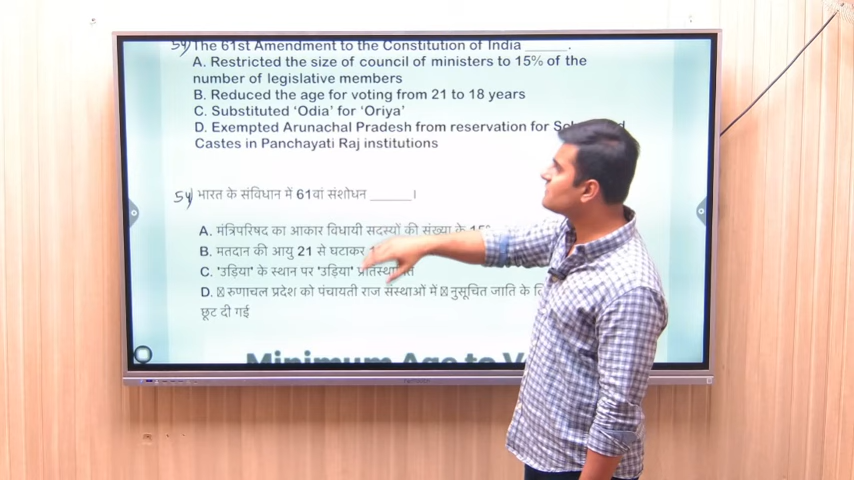 54) The 61st Amendment to the Constitution of India ______.
A. Restricted the size of council of ministers to 15% of the
number of legislative members
B. Reduced the age for voting from 21 to 18 years
C. Substituted ‘Odia’ for ‘Oriya’
D. Exempted Arunachal Pradesh from reservation for
Castes in Panchayati Raj institutions
54) भारत के संविधान में 61वां संशोधन ______।
A. मंत्रिपरिषद का आकार विधायी सदस्यों की संख्या के
B. मतदान की आयु 21 से घटाकर
C. 'उड़िया' के स्थान पर 'उड़िया'
D. रुणाचल प्रदेश को पंचायती राज संस्थाओं में नुसूचित जाति के
छूट दी गई
Minimum Age to